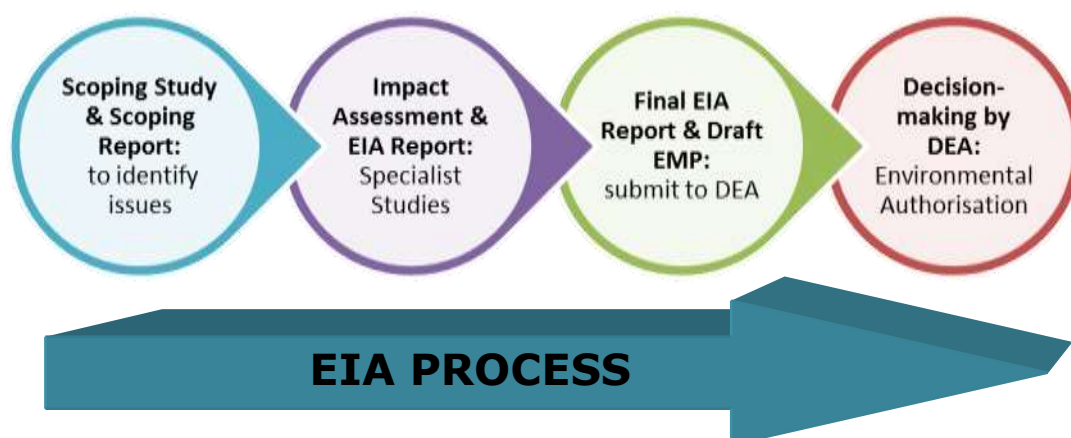 Scoping Study
& Scoping
Report:
to identify
issues
Impact
Assessment &
EIA Report:
Specialist
Studies
Final EIA
Report & Draft
EMP:
submit to DEA
Decision-
making by
DEA:
Environmental
Authorisation
EIA PROCESS